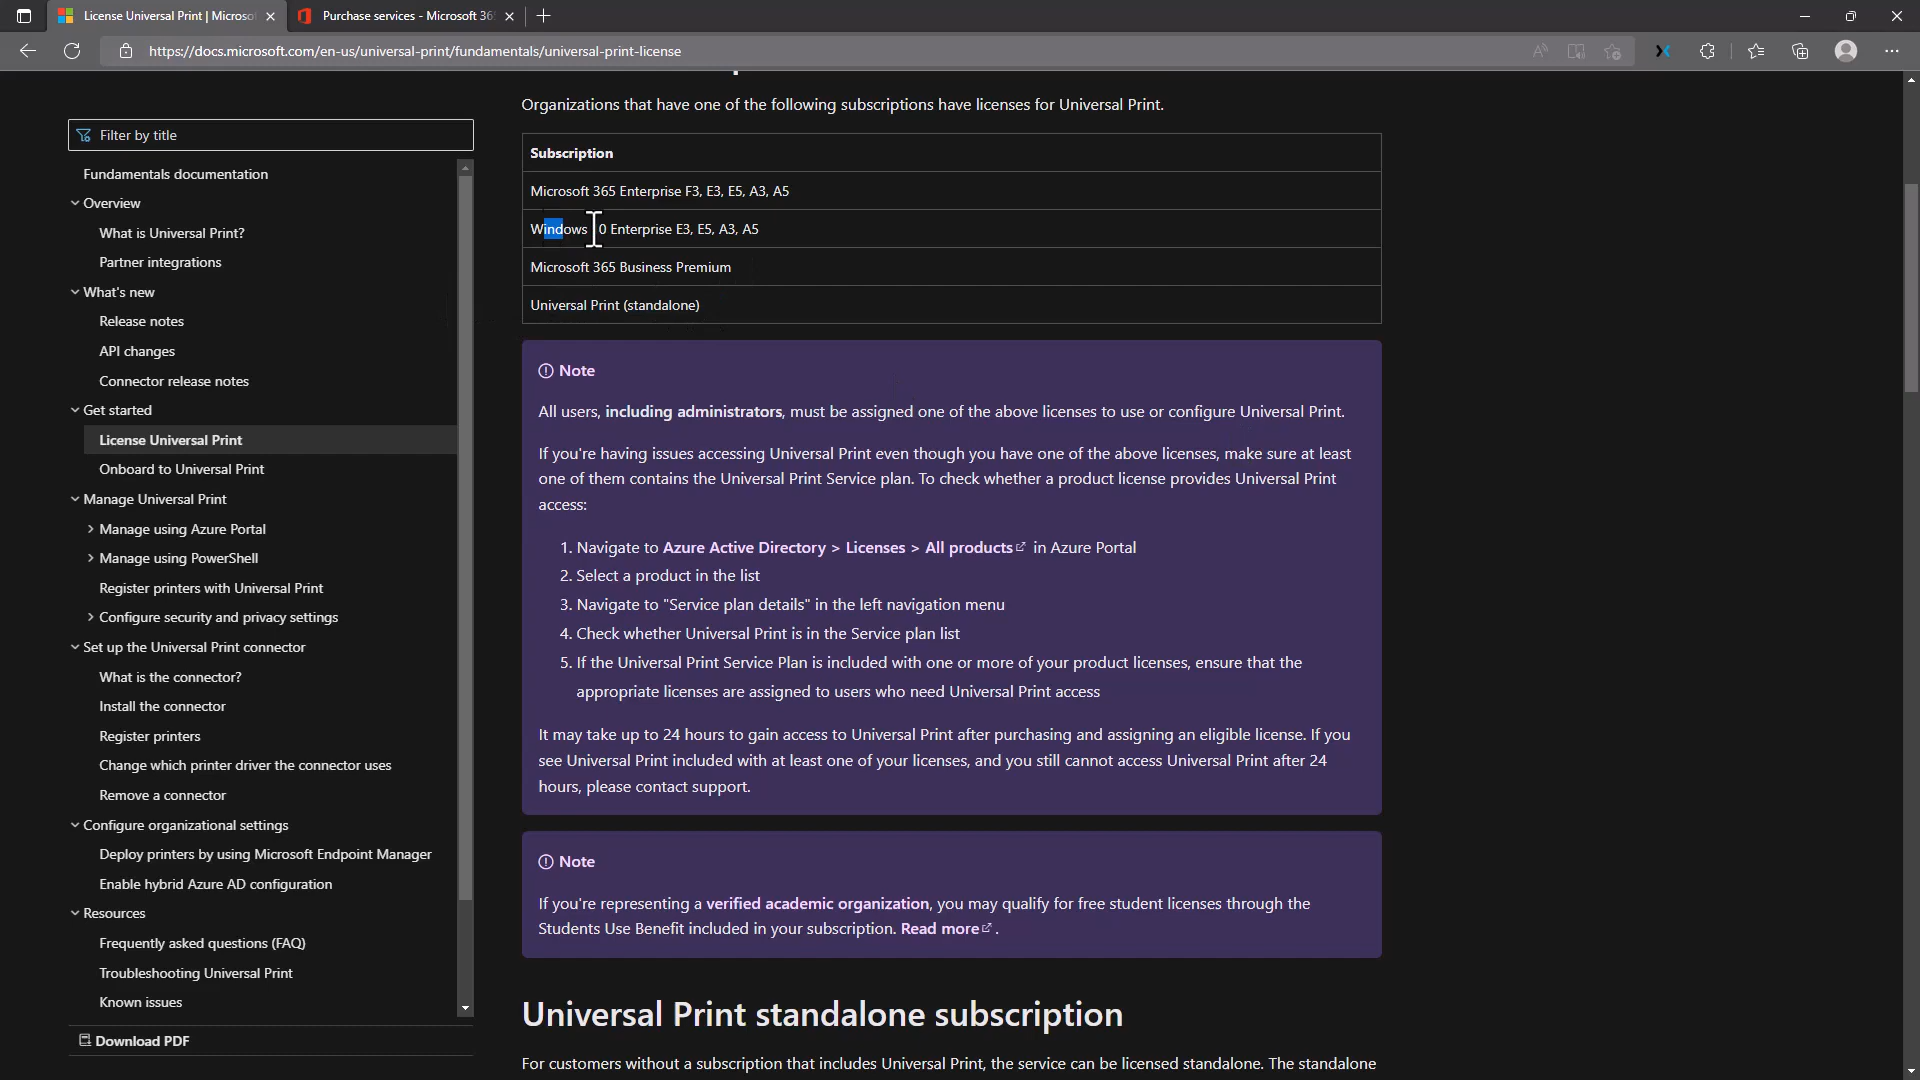 License Universal Print | Microso
Purchase services - Microsoft 36
https://docs.microsoft.com/en-us/universal-print/fundamentals/universal-print-license
Organizations that have one of the following subscriptions have licenses for Universal Print.
Filter by title
Subscription
Fundamentals documentation
Microsoft 365 Enterprise F3, E3, E5, A3, A5
Overview
Windows 0 Enterprise E3, E5, A3, A5
What is Universal Print?
Partner integrations
Microsoft 365 Business Premium
What's new
Universal Print (standalone)
Release notes
API changes
Note
Connector release notes
Get started
All users, including administrators, must be assigned one of the above licenses to use or configure Universal Print.
License Universal Print
If you're having issues accessing Universal Print even though you have one of the above licenses, make sure at least
Onboard to Universal Print
one of them contains the Universal Print Service plan. To check whether a product license provides Universal Print
Manage Universal Print
access:
Manage using Azure Portal
1. Navigate to Azure Active Directory > Licenses > All products in Azure Portal
Manage using PowerShell
2. Select a product in the list
Register printers with Universal Print
3. Navigate to "Service plan details" in the left navigation menu
Configure security and privacy settings
4. Check whether Universal Print is in the Service plan list
Set up the Universal Print connector
5. If the Universal Print Service Plan is included with one or more of your product licenses, ensure that the
What is the connector?
appropriate licenses are assigned to users who need Universal Print access
Install the connector
Register printers
It may take up to 24 hours to gain access to Universal Print after purchasing and assigning an eligible license. If you
Change which printer driver the connector uses
see Universal Print included with at least one of your licenses, and you still cannot access Universal Print after 24
Remove a connector
hours, please contact support.
Configure organizational settings
Deploy printers by using Microsoft Endpoint Manager
Note
Enable hybrid Azure AD configuration
Resources
If you're representing a verified academic organization, you may qualify for free student licenses through the
Students Use Benefit included in your subscription. Read more .
Frequently asked questions (FAQ)
Troubleshooting Universal Print
Known issues
Universal Print standalone subscription
Download PDF
For customers without a subscription that includes Universal Print, the service can be licensed standalone. The standalone